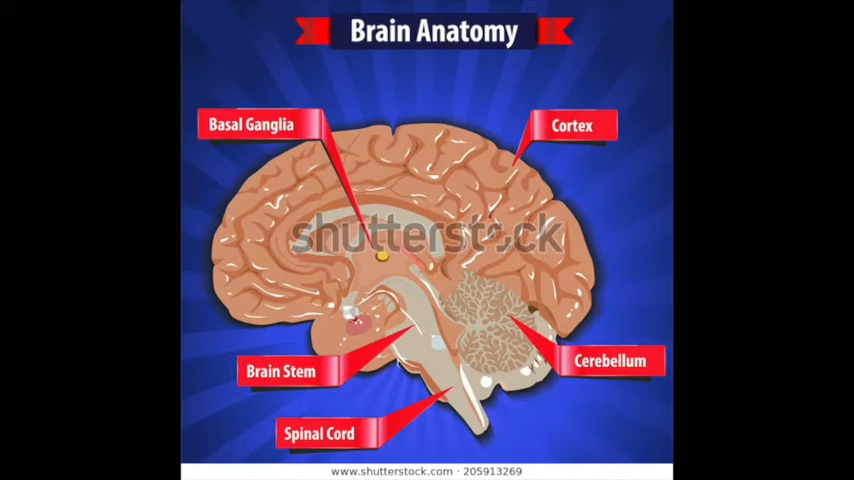 Brain Anatomy
Basal Ganglia
Cortex
shutterstock
Brain Stem
Cerebellum
Spinal Cord
www.shutterstock.com · 205913269